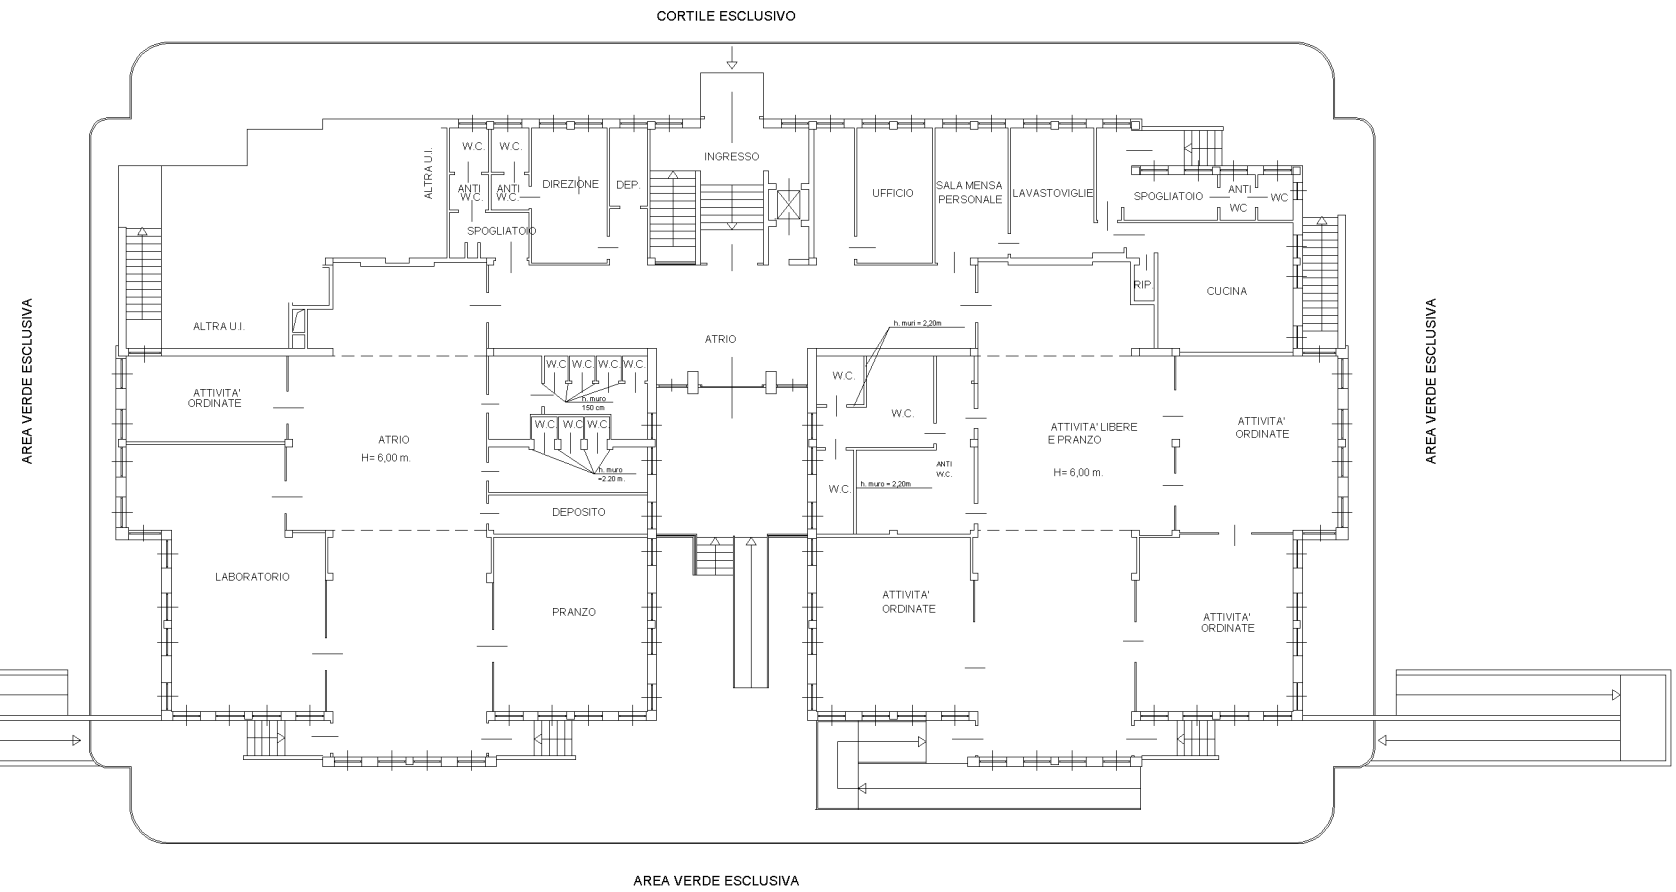 CORTILE ESCLUSIVO
W.C.
W.C.
ALTRA U.I.
ANTI
W.C.
ANTI
W.C.
DIREZIONE
DEP.
INGRESSO
SPOGLIATOIO
UFFICIO
SALA MENSA
PERSONALE
LAVASTOVIGLIE
SPOGLIATOIO
ANTI
WC
WC
RIP.
CUCINA
AREA VERDE ESCLUSIVA
ALTRA U.I.
ATRIO
h. muri = 2,20m
AREA VERDE ESCLUSIVA
ATTIVITA'
ORDINATE
W.C.
W.C.
W.C.
W.C.
h. muro
150 cm
W.C.
W.C.
W.C.
h. muro
=2.20 m.
ATRIO
H= 6,00 m.
DEPOSITO
W.C.
W.C.
W.C.
ANTI
W.C.
h. muro = 2,20m
ATTIVITA' LIBERE
E PRANZO
H= 6,00 m.
ATTIVITA'
ORDINATE
LABORATORIO
PRANZO
ATTIVITA'
ORDINATE
ATTIVITA'
ORDINATE
AREA VERDE ESCLUSIVA